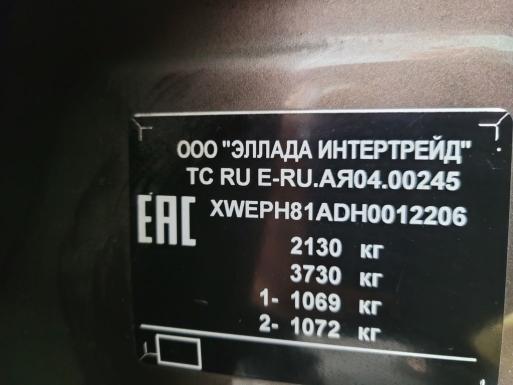 ООО "ЭЛЛАДА ИНТЕРТРЕЙД"
ТС RU Е-RU.АЯ04.00245
XWEPH81ADH0012206
EAC
2130 кг
3730 кг
1- 1069 кг
2- 1072 кг